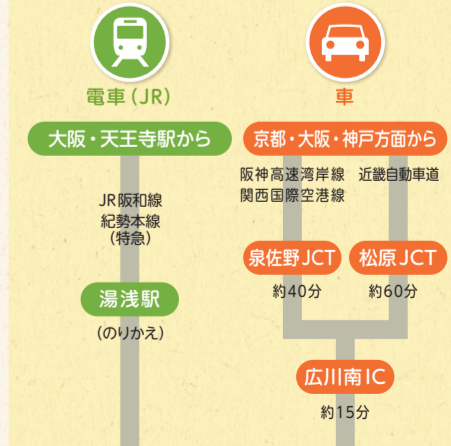 電車(JR)
大阪・天王寺駅から
JR阪和線
紀勢本線
(特急)
湯浅駅
(のりかえ)
車
京都・大阪・神戸方面から
阪神高速湾岸線
関西国際空港線
近畿自動車道
泉佐野JCT
約40分
松原JCT
約60分
広川南IC
約15分